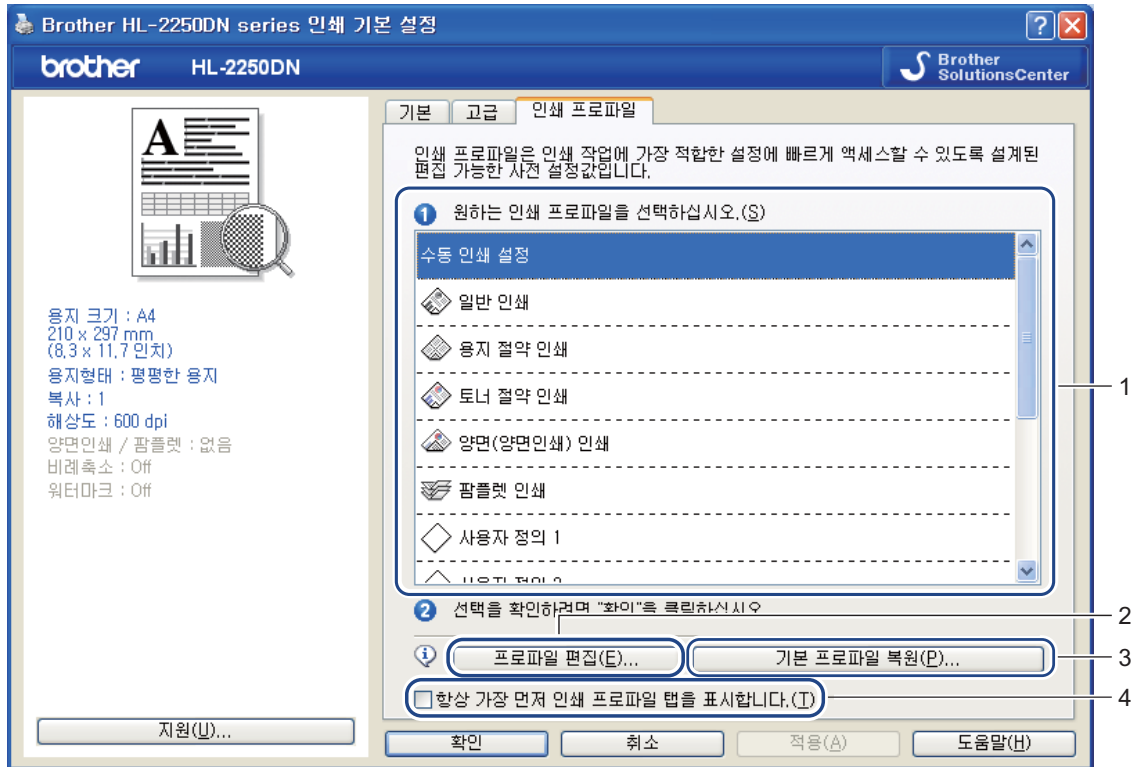 Brother HL-2250DN series 인쇄 기본 설정
brother HL-2250DN
Brother
SolutionsCenter
A
용지 크기 : A4
210 x 297 mm
(8.3 x 11.7 인치)
용지형태 : 평평한 용지
복사 : 1
해상도 : 600 dpi
양면인쇄 / 팜플렛 : 없음
비례축소 : Off
워터마크 : Off
지원(U)...
기본 고급 인쇄 프로파일
인쇄 프로파일은 인쇄 작업에 가장 적합한 설정에 빠르게 액세스할 수 있도록 설계된
편집 가능한 사전 설정값입니다.
1 원하는 인쇄 프로파일을 선택하십시오.(S)
수동 인쇄 설정
일반 인쇄
용지 절약 인쇄
토너 절약 인쇄
양면(양면인쇄) 인쇄
팜플렛 인쇄
사용자 정의 1
1
2 선택을 확인하려면 "확인"을 클릭하십시오
2
프로파일 편집(E)... 기본 프로파일 복원(P)...
3
항상 가장 먼저 인쇄 프로파일 탭을 표시합니다.(T)
4
확인 취소 적용(A) 도움말(H)